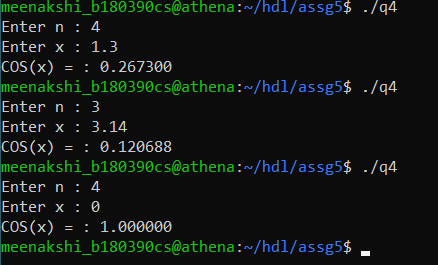 meenakshi_b180390cs@athena:~/hdl/assg5$ ./q4
Enter n : 4
Enter x : 1.3
COS(x) = : 0.267300
meenakshi_b180390cs@athena:~/hdl/assg5$ ./q4
Enter n : 3
Enter x : 3.14
COS(x) = : 0.120688
meenakshi_b180390cs@athena:~/hdl/assg5$ ./q4
Enter n : 4
Enter x : 0
COS(x) = : 1.000000
meenakshi_b180390cs@athena:~/hdl/assg5$